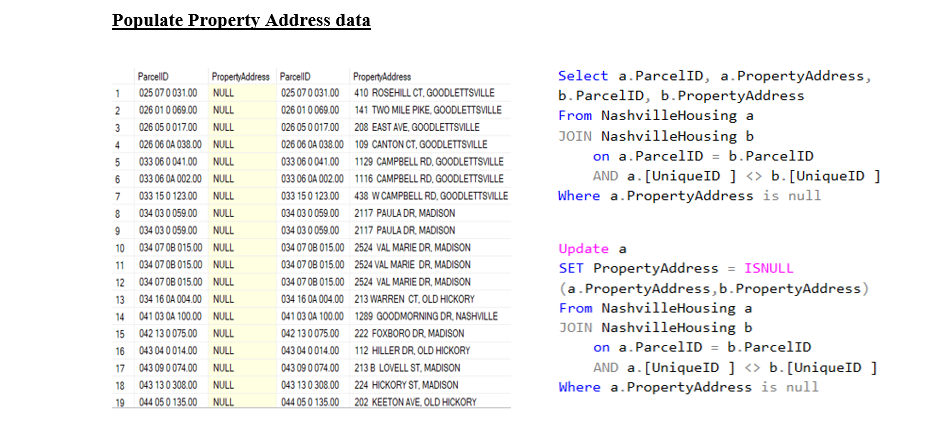 Populate Property Address data
ParcelID PropertyAddress ParcelID PropertyAddress
1 025 07 0 031.00 NULL 025 07 0 031.00 410 ROSEHILL CT, GOODLETTSVILLE
2 026 01 0 069.00 NULL 026 01 0 069.00 141 TWO MILE PIKE, GOODLETTSVILLE
3 026 05 0 017.00 NULL 026 05 0 017.00 208 EAST AVE, GOODLETTSVILLE
4 026 06 0A 038.00 NULL 026 06 0A 038.00 109 CANTON CT, GOODLETTSVILLE
5 033 06 0 041.00 NULL 033 06 0 041.00 1129 CAMPBELL RD, GOODLETTSVILLE
6 033 06 0A 002.00 NULL 033 06 0A 002.00 1116 CAMPBELL RD, GOODLETTSVILLE
7 033 15 0 123.00 NULL 033 15 0 123.00 438 W CAMPBELL RD, GOODLETTSVILLE
8 034 03 0 059.00 NULL 034 03 0 059.00 2117 PAULA DR, MADISON
9 034 03 0 059.00 NULL 034 03 0 059.00 2117 PAULA DR, MADISON
10 034 07 0B 015.00 NULL 034 07 0B 015.00 2524 VAL MARIE DR, MADISON
11 034 07 0B 015.00 NULL 034 07 0B 015.00 2524 VAL MARIE DR, MADISON
12 034 07 0B 015.00 NULL 034 07 0B 015.00 2524 VAL MARIE DR, MADISON
13 034 16 0A 004.00 NULL 034 16 0A 004.00 213 WARREN CT, OLD HICKORY
14 041 03 0A 100.00 NULL 041 03 0A 100.00 1289 GOODMORNING DR, NASHVILLE
15 042 13 0 075.00 NULL 042 13 0 075.00 222 FOXBORO DR, MADISON
16 043 04 0 014.00 NULL 043 04 0 014.00 112 HILLER DR, OLD HICKORY
17 043 09 0 074.00 NULL 043 09 0 074.00 213 B LOVELL ST, MADISON
18 043 13 0 308.00 NULL 043 13 0 308.00 224 HICKORY ST, MADISON
19 044 05 0 135.00 NULL 044 05 0 135.00 202 KEETON AVE, OLD HICKORY
Select a.ParcelID, a.PropertyAddress,
b.ParcelID, b.PropertyAddress
From NashvilleHousing a
JOIN NashvilleHousing b
on a.ParcelID = b.ParcelID
AND a.[UniqueID ] <> b.[UniqueID ]
Where a.PropertyAddress is null
Update a
SET PropertyAddress = ISNULL
(a.PropertyAddress,b.PropertyAddress)
From NashvilleHousing a
JOIN NashvilleHousing b
on a.ParcelID = b.ParcelID
AND a.[UniqueID ] <> b.[UniqueID ]
Where a.PropertyAddress is null